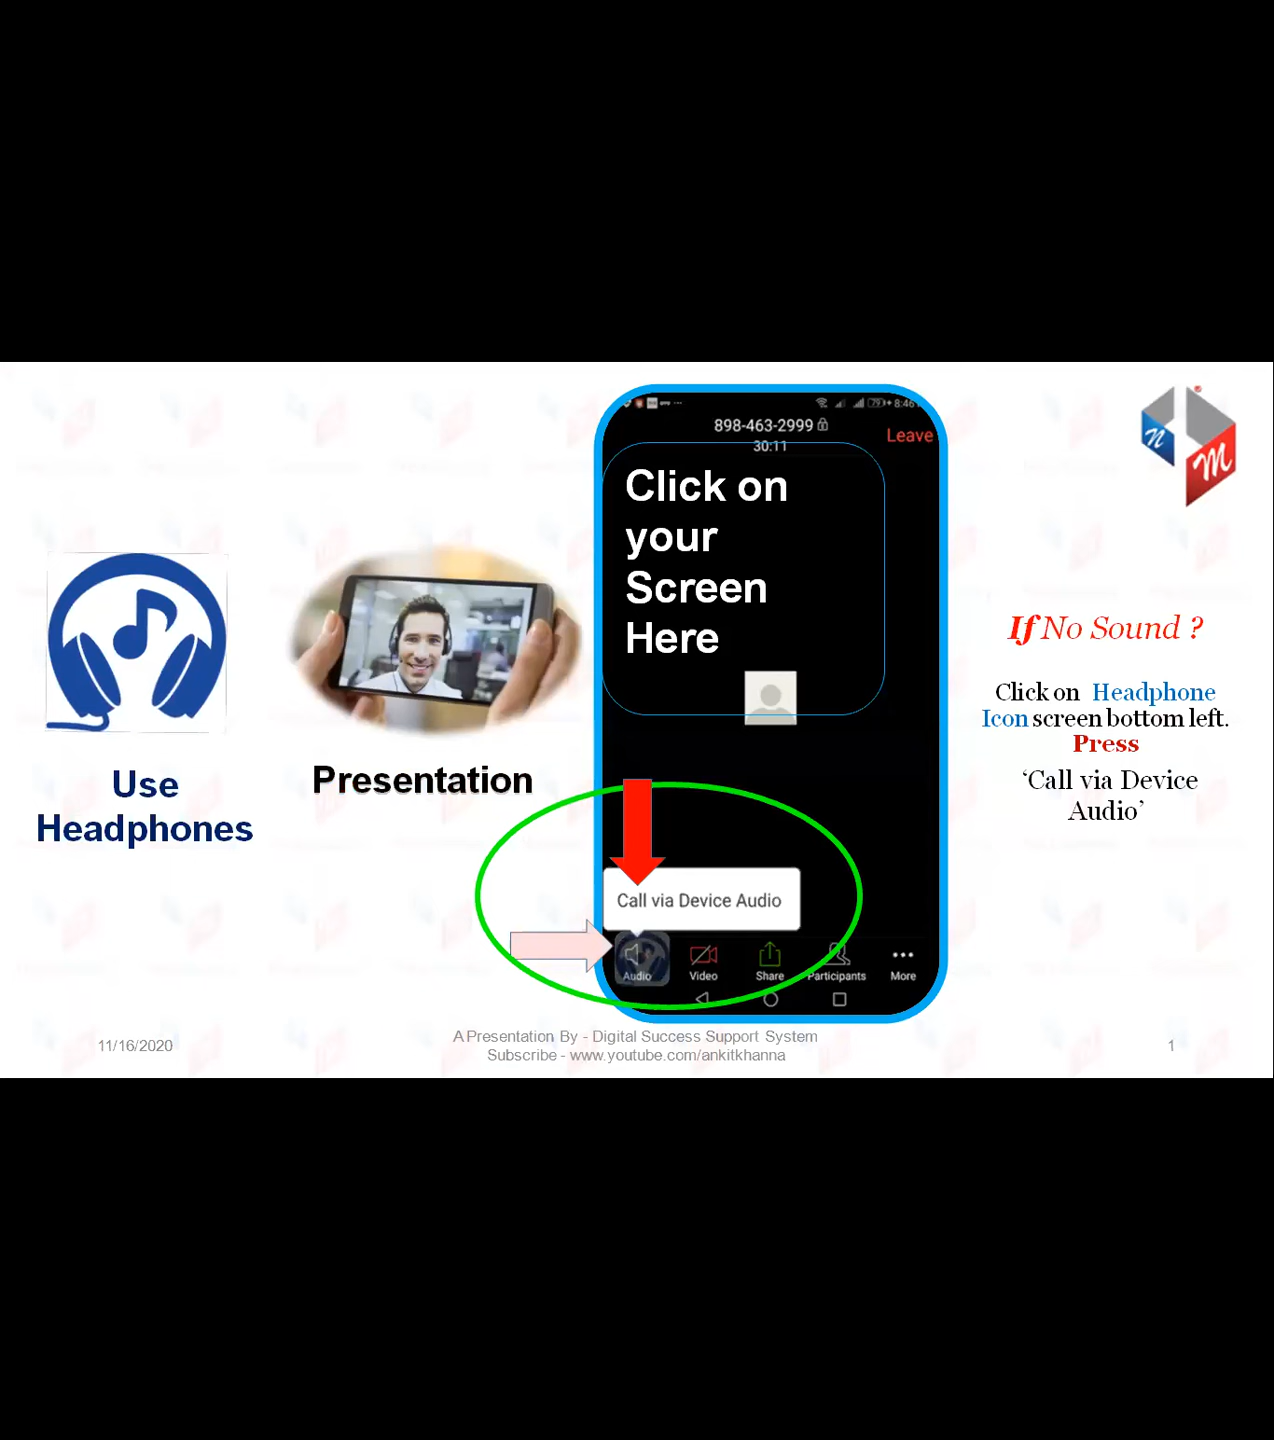 898-463-2999
Leave
30:11
Click on
your
Screen
Here
n
m
If No Sound ?
Click on Headphone
Icon screen bottom left.
Press
‘Call via Device
Audio’
Use
Headphones
Presentation
Call via Device Audio
Audio
Video
Share
Participants
More
11/16/2020
A Presentation By - Digital Success Support System
Subscribe - www.youtube.com/ankitkhanna
1